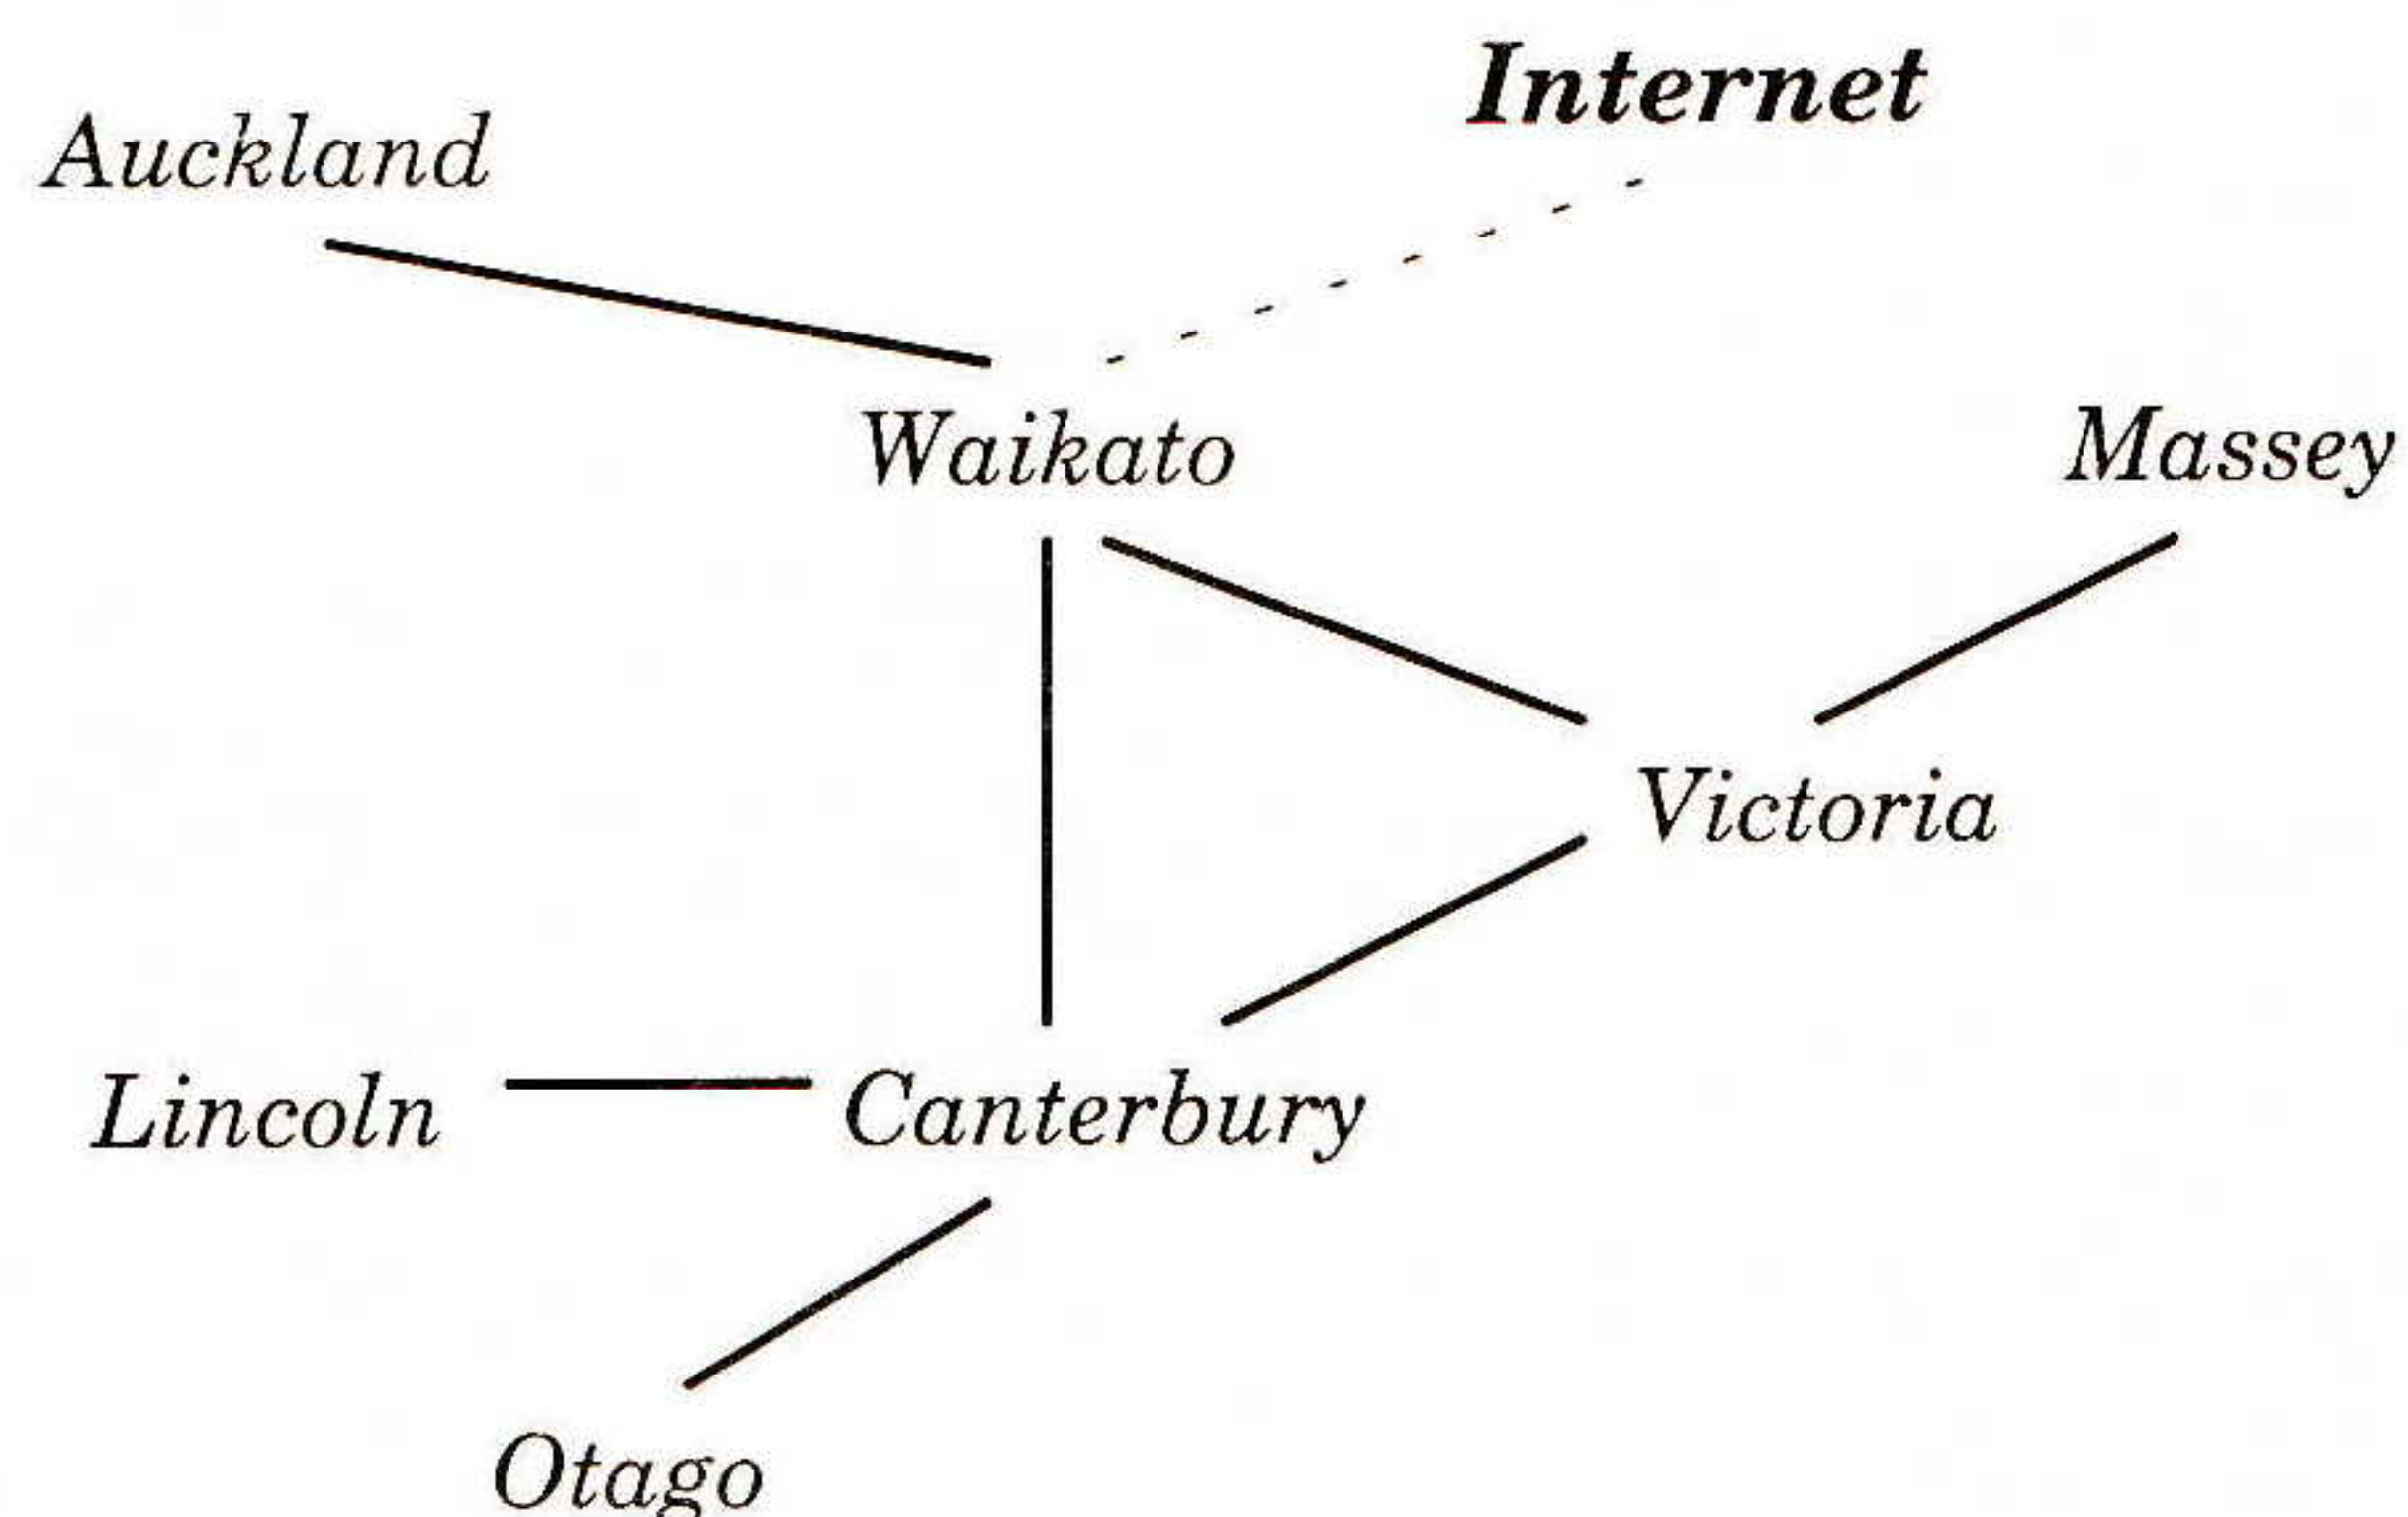 Internet
Auckland
Waikato
Massey
Victoria
Lincoln
Canterbury
Otago